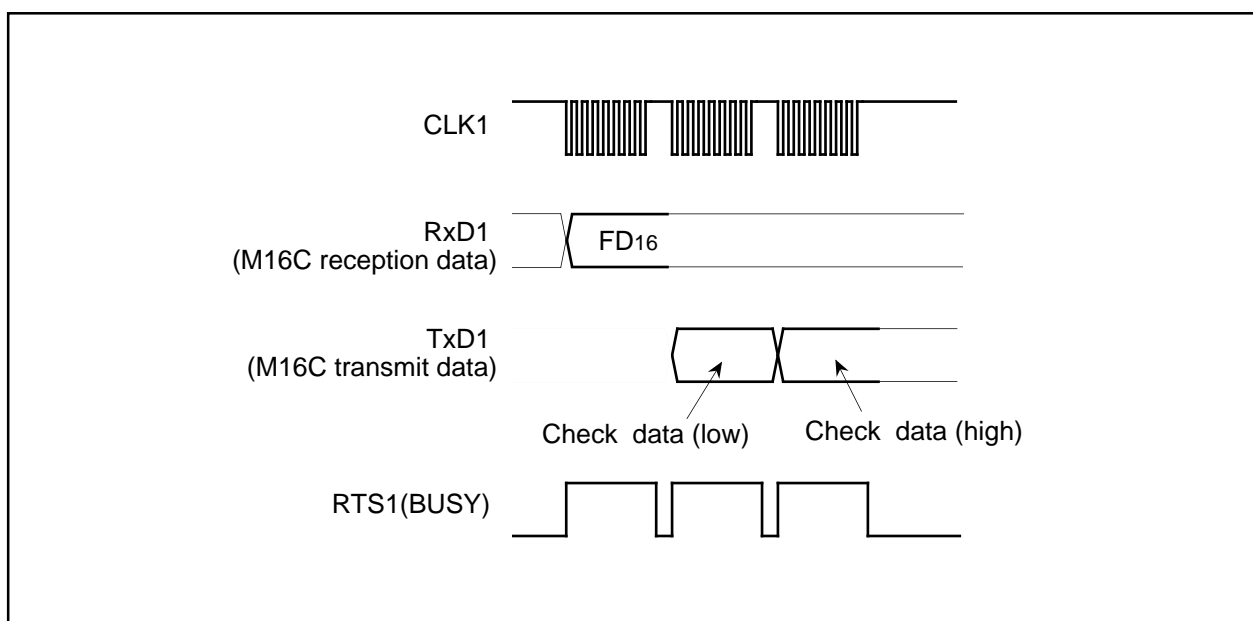 CLK1
RxD1
(M16C reception data)
FD16
TxD1
(M16C transmit data)
Check data (low)
Check data (high)
RTS1(BUSY)